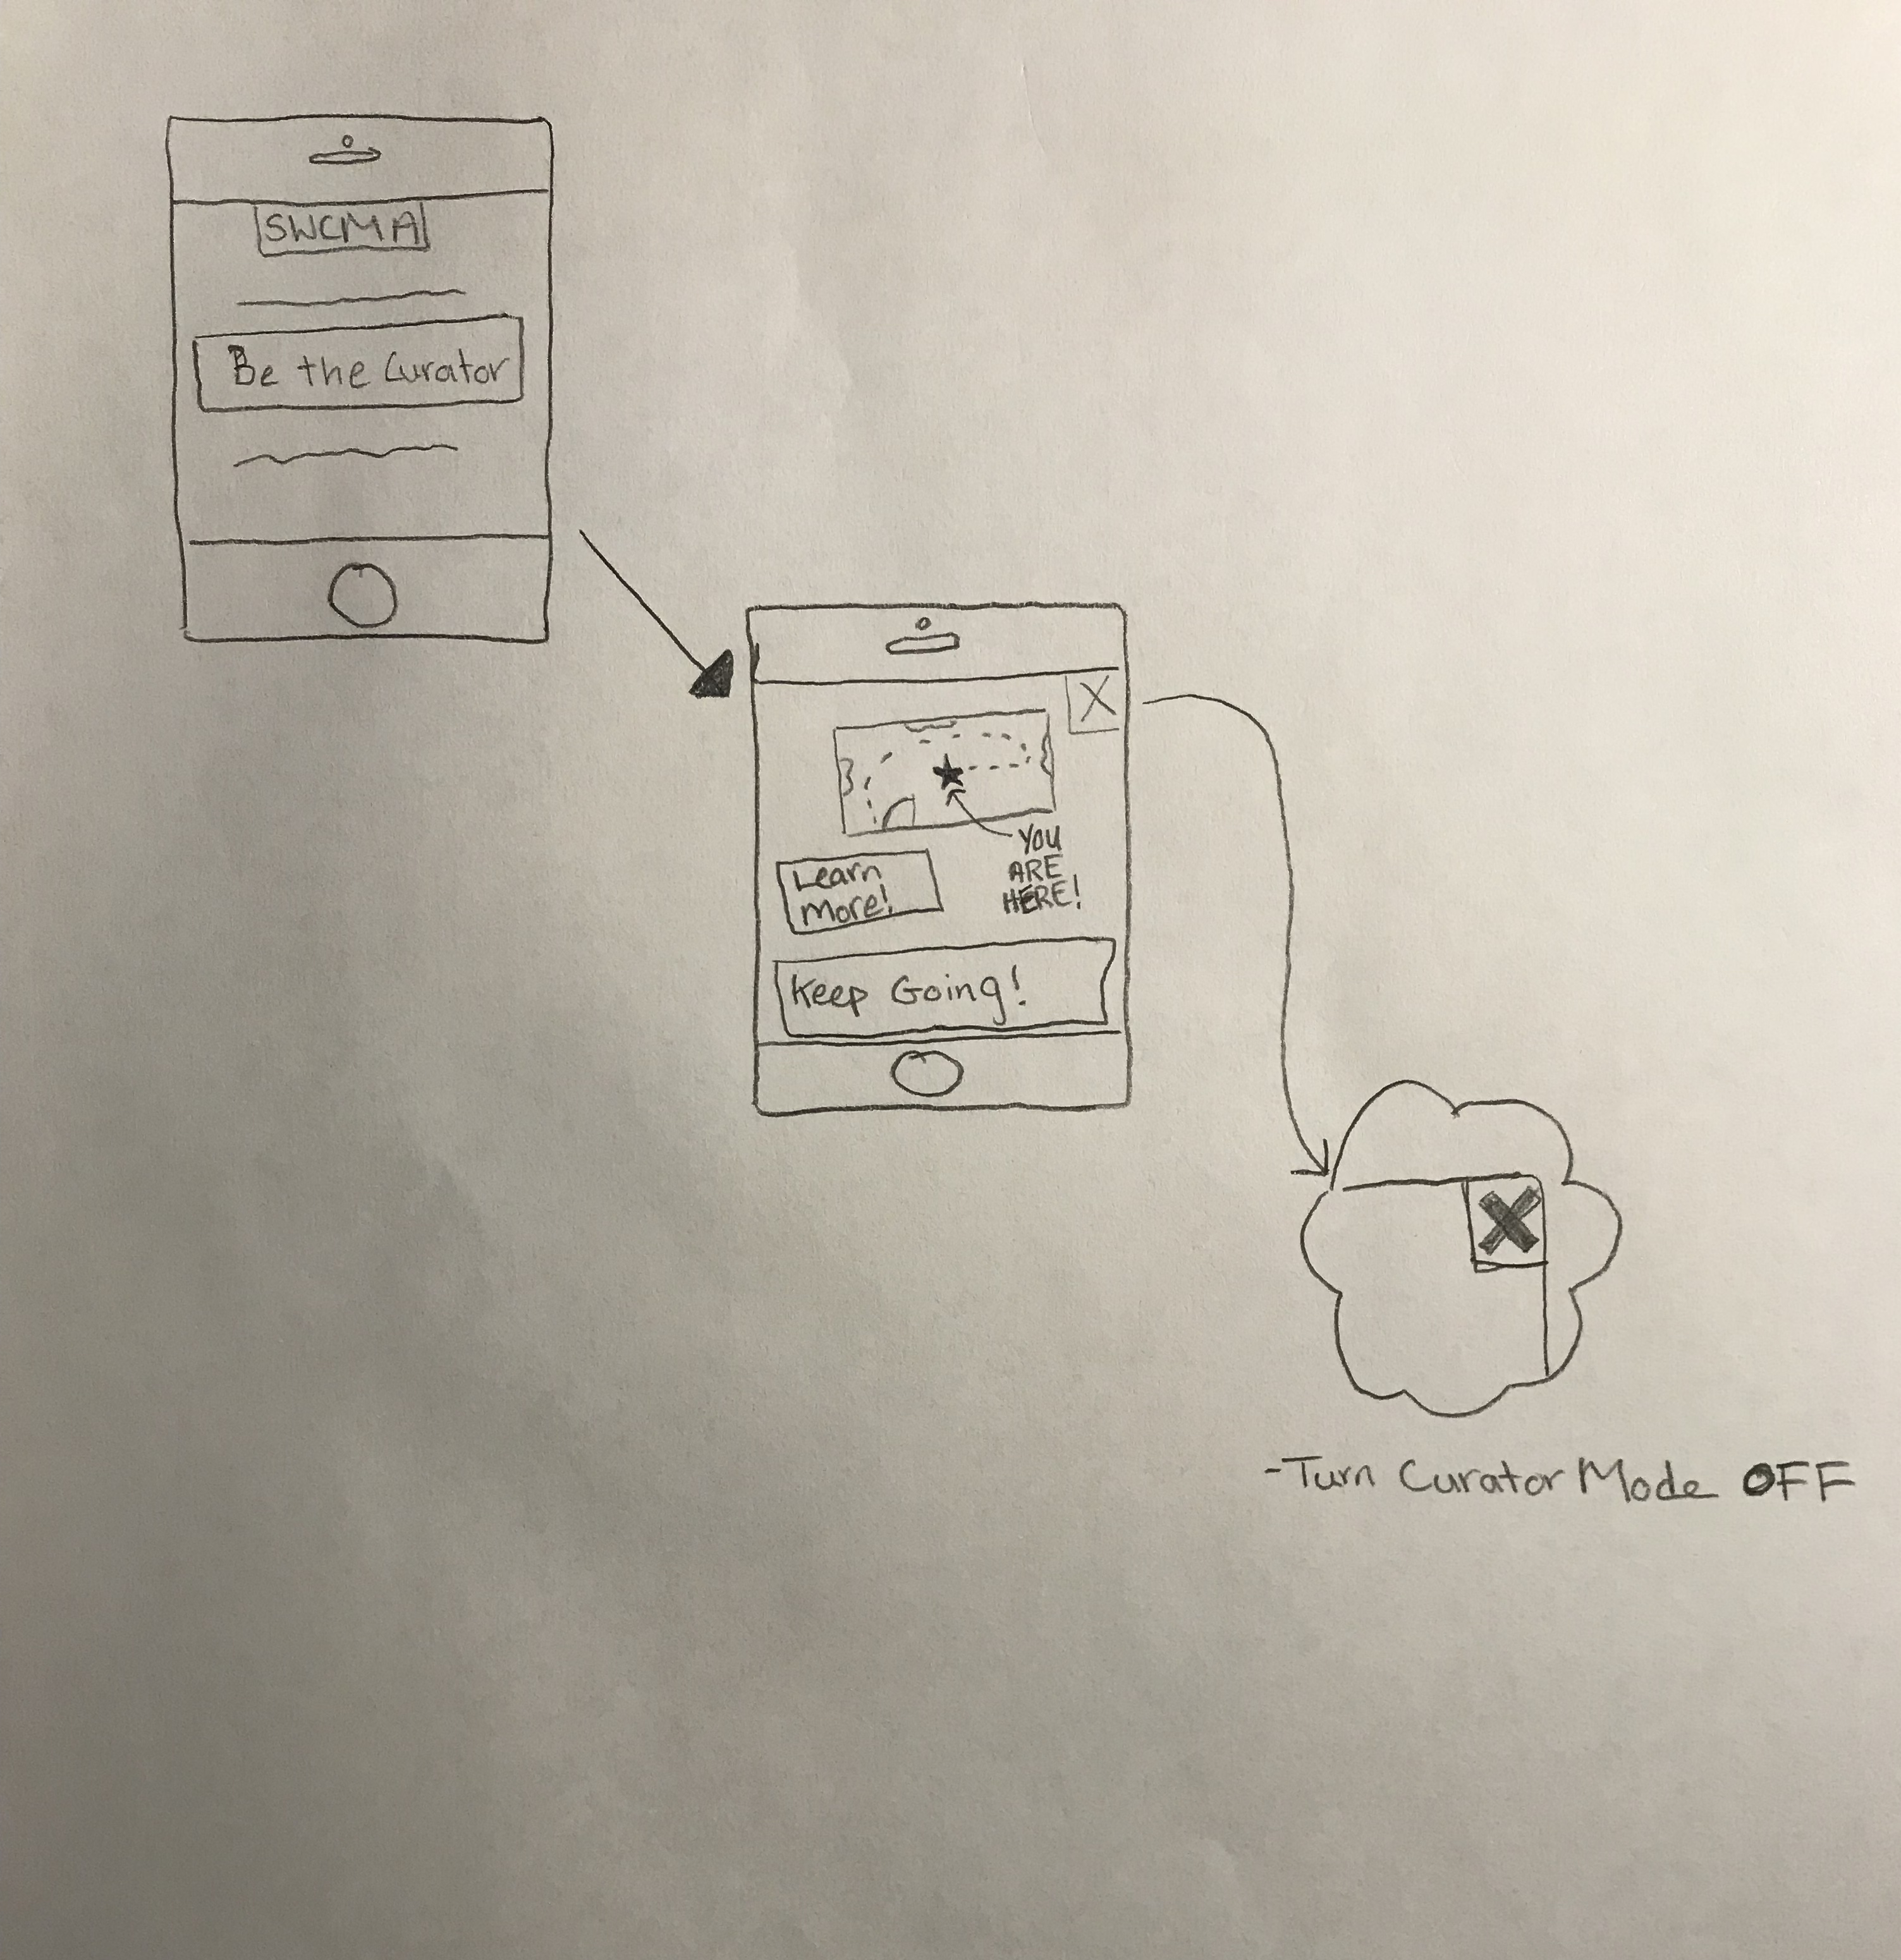 SWCMA
Be the Curator
X
YOU
ARE
HERE!
Learn
More!
Keep Going!
X
-Turn Curator Mode OFF